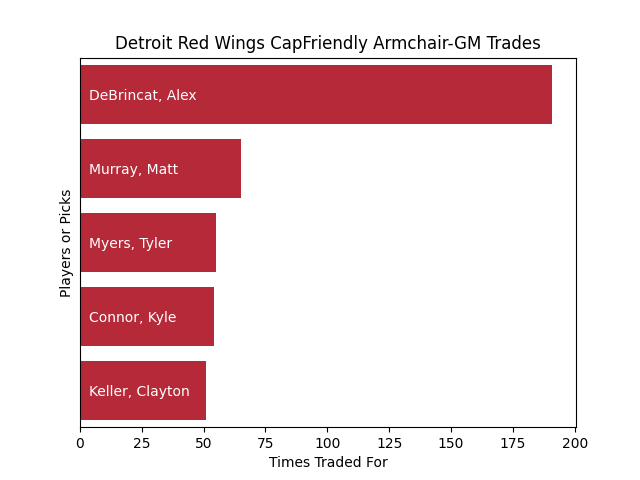 Detroit Red Wings CapFriendly Armchair-GM Trades
Players or Picks
DeBrincat, Alex
Murray, Matt
Myers, Tyler
Connor, Kyle
Keller, Clayton
0 25 50 75 100 125 150 175 200
Times Traded For